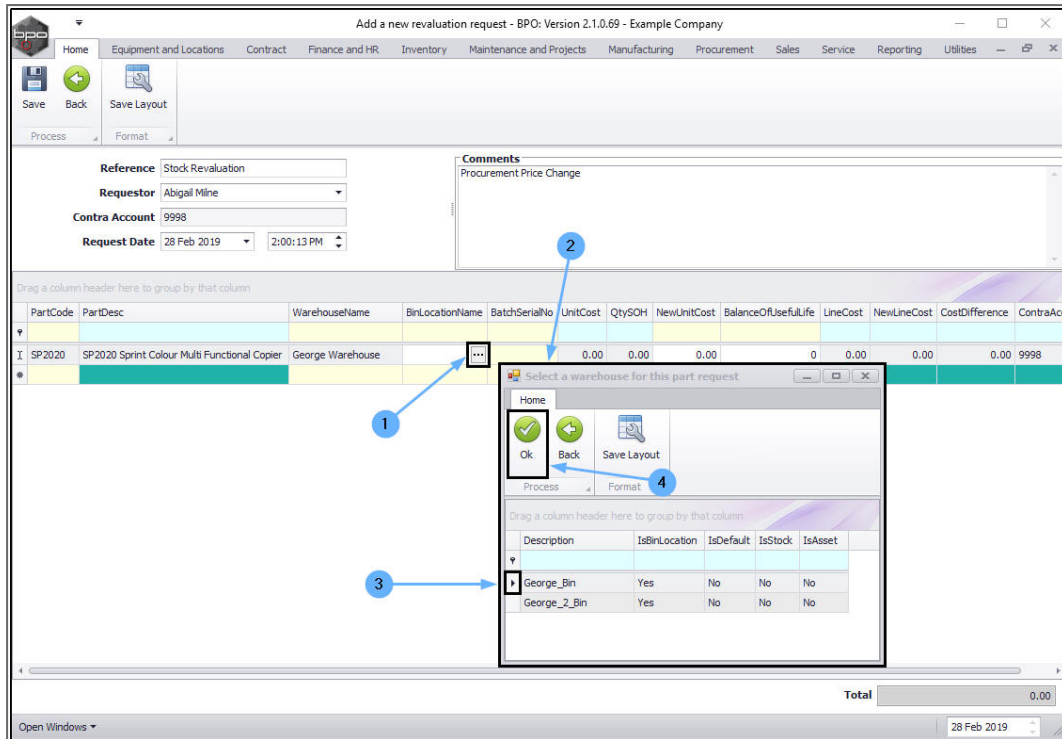 bpo
Add a new revaluation request - BPO: Version 2.1.0.69 - Example Company
Home Equipment and Locations Contract Finance and HR Inventory Maintenance and Projects Manufacturing Procurement Sales Service Reporting Utilities
Save Back Save Layout
Process Format
Reference Stock Revaluation
Requestor Abigail Milne
Contra Account 9998
Request Date 28 Feb 2019 2:00:13 PM
Comments
Procurement Price Change
2
Drag a column header here to group by that column
PartCode PartDesc WarehouseName BinLocationName BatchSerialNo UnitCost QtySOH NewUnitCost BalanceOfUsefulLife LineCost NewLineCost CostDifference ContraAcc
SP2020 SP2020 Sprint Colour Multi Functional Copier George Warehouse ... 0.00 0.00 0.00 0 0.00 0.00 0.00 9998
1
Select a warehouse for this part request
Home
Ok Back Save Layout
4
Process Format
Drag a column header here to group by that column
Description IsBinLocation IsDefault IsStock IsAsset
3
George_Bin Yes No No No
George_2_Bin Yes No No No
Total 0.00
Open Windows 28 Feb 2019